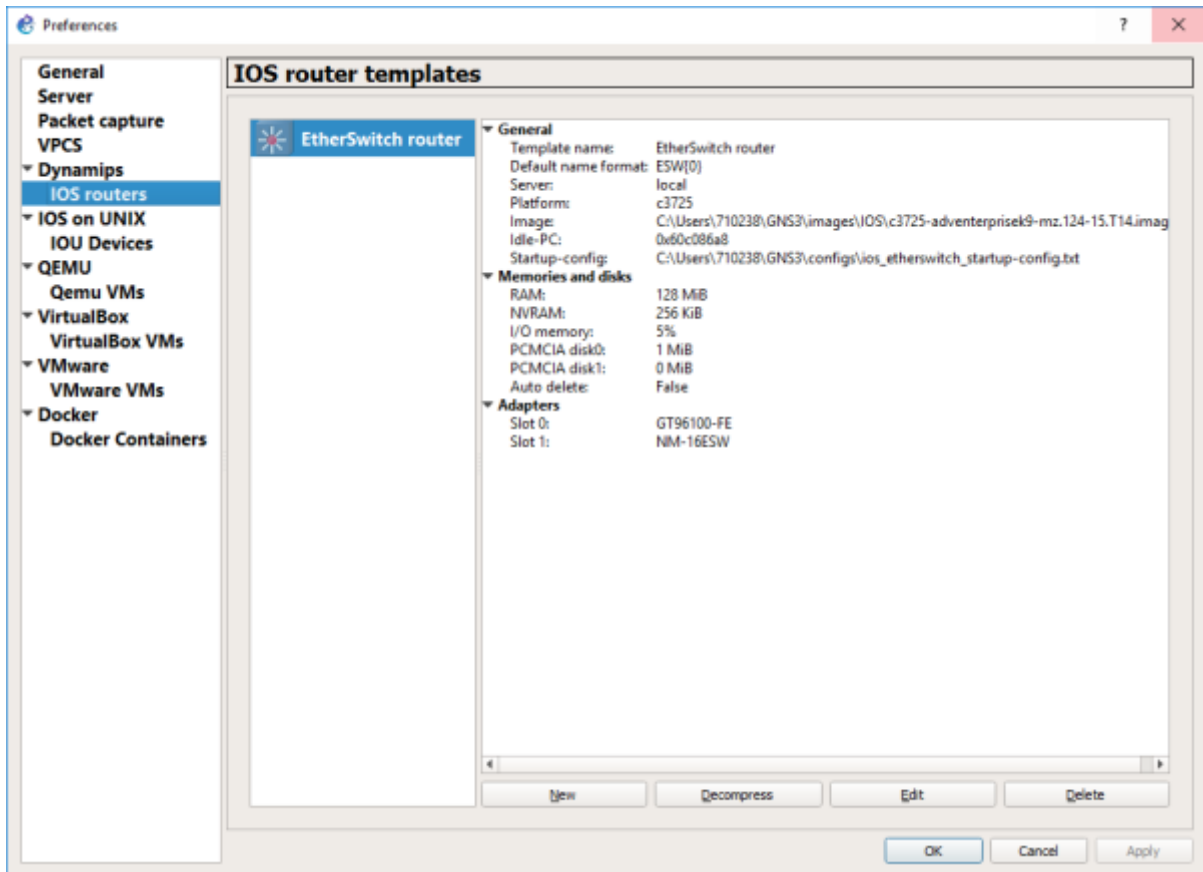 Preferences
?
General
Server
Packet capture
VPCS
Dynamips
IOS routers
IOS on UNIX
IOU Devices
QEMU
Qemu VMs
VirtualBox
VirtualBox VMs
VMware
VMware VMs
Docker
Docker Containers
IOS router templates
EtherSwitch router
General
Template name: EtherSwitch router
Default name format: ESW{0}
Server: local
Platform: c3725
Image: C:\Users\710238\GNS3\images\IOS\c3725-adventerprisek9-mz.124-15.T14.imag
Idle-PC: 0x60c086a8
Startup-config: C:\Users\710238\GNS3\configs\ios_etherswitch_startup-config.txt
Memories and disks
RAM: 128 MiB
NVRAM: 256 KiB
I/O memory: 5%
PCMCIA disk0: 1 MiB
PCMCIA disk1: 0 MiB
Auto delete: False
Adapters
Slot 0: GT96100-FE
Slot 1: NM-16ESW
New Decompress Edit Delete
OK Cancel Apply